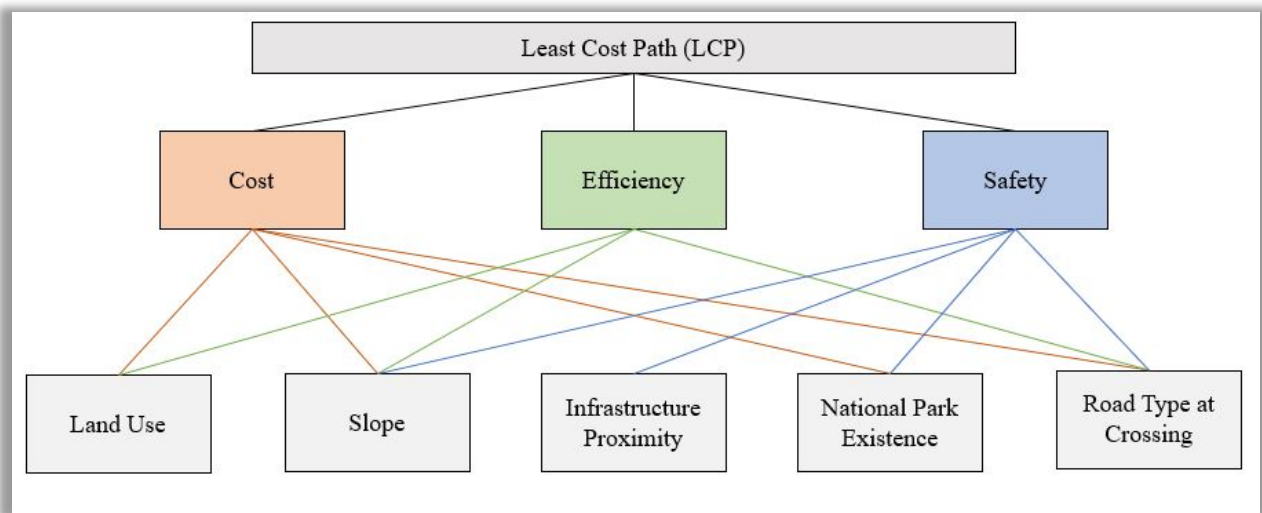 Least Cost Path (LCP)
Cost
Efficiency
Safety
Land Use
Slope
Infrastructure
Proximity
National Park
Existence
Road Type at
Crossing